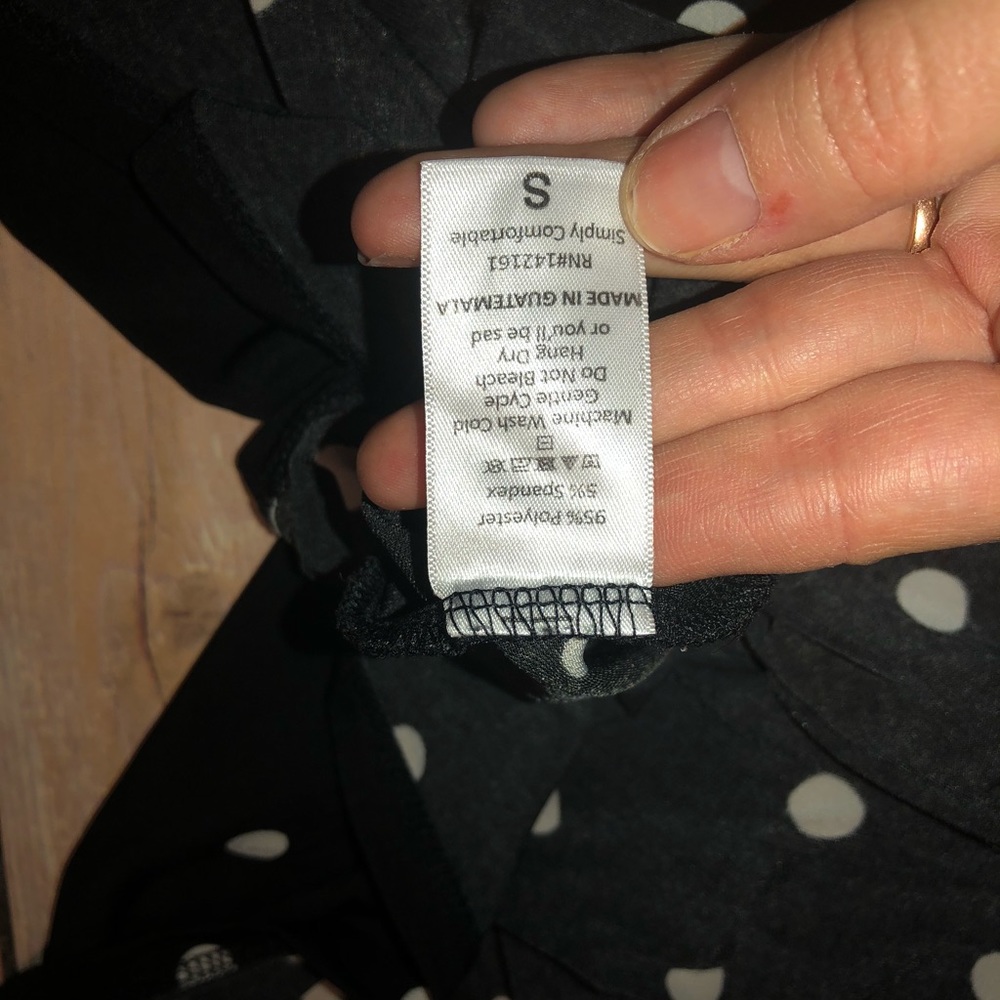 95% Polyester
5% Spandex
Machine Wash Cold
Gentle Cycle
Do Not Bleach
Hang Dry
or you'll be sad
MADE IN GUATEMALA
RN#142161
Simply Comfortable
S